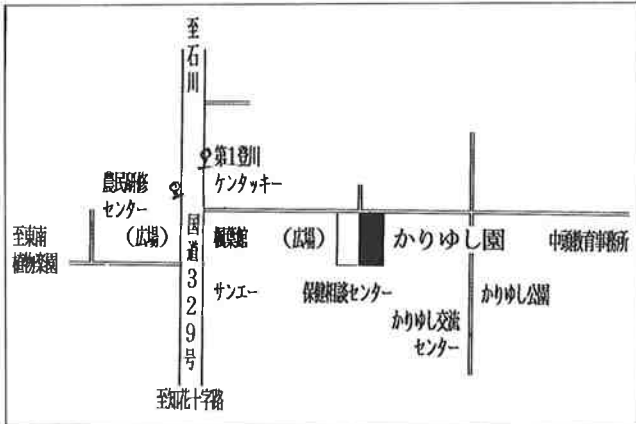 至石川
第1登川
ケンタッキー
農民研修
センター
(広場)
至東南
植物楽園
国道329号
楓葉館
サンエー
(広場)
かりゆし園
中頭教育事務所
保健相談センター
かりゆし交流
センター
かりゆし公園
至知花十字路